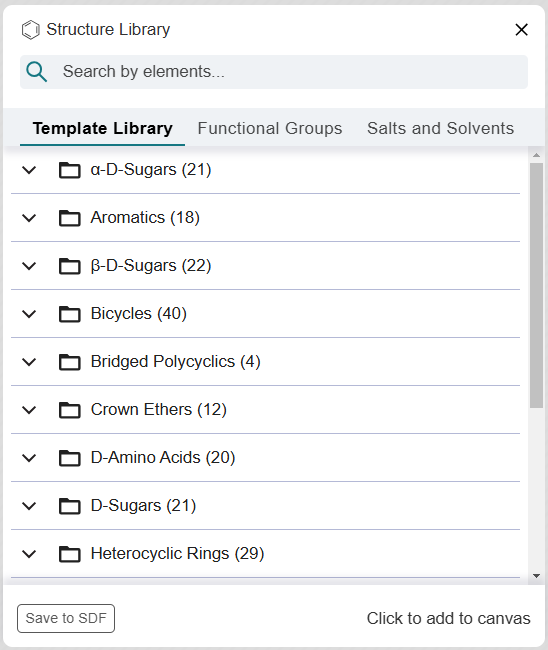 Structure Library
Search by elements...
Template Library Functional Groups Salts and Solvents
α-D-Sugars (21)
Aromatics (18)
β-D-Sugars (22)
Bicycles (40)
Bridged Polycyclics (4)
Crown Ethers (12)
D-Amino Acids (20)
D-Sugars (21)
Heterocyclic Rings (29)
Save to SDF Click to add to canvas